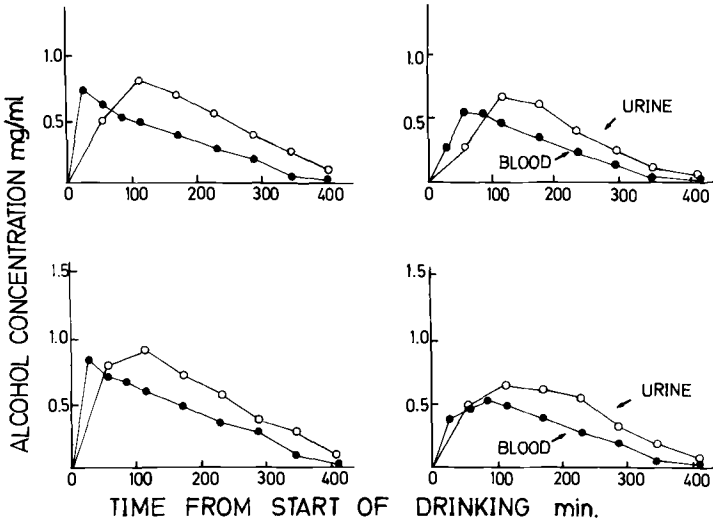 ALCOHOL CONCENTRATION mg/ml
1.0
0.5
0 100 200 300 400
1.0
0.5
0 100 200 300 400
URINE
BLOOD
1.5
1.0
0.5
0 100 200 300 400
1.5
1.0
0.5
0 100 200 300 400
URINE
BLOOD
TIME FROM START OF DRINKING min.